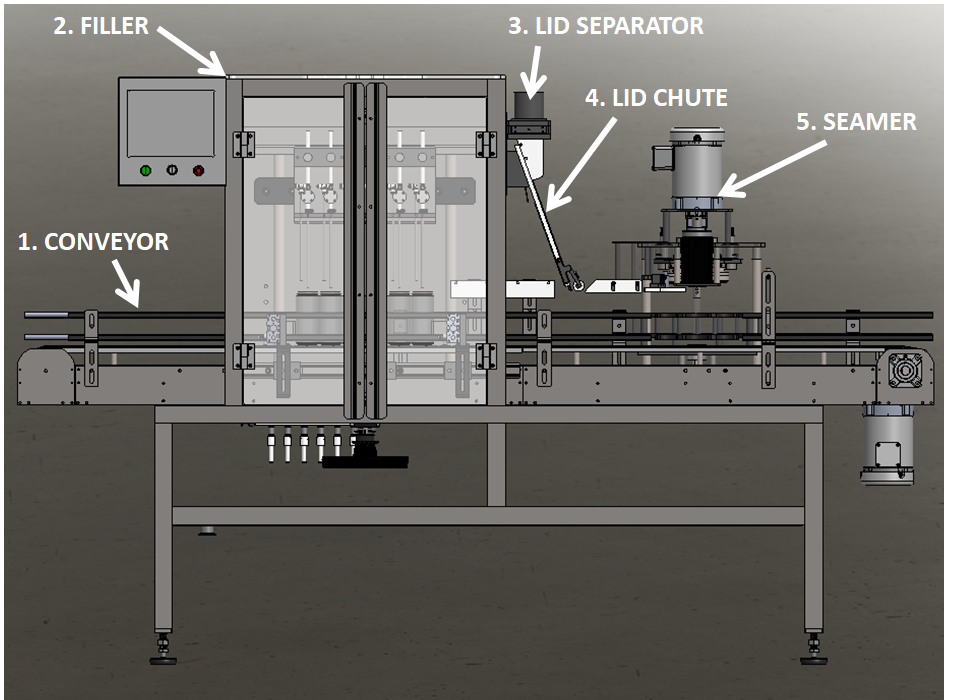 2. FILLER
3. LID SEPARATOR
4. LID CHUTE
5. SEAMER
1. CONVEYOR